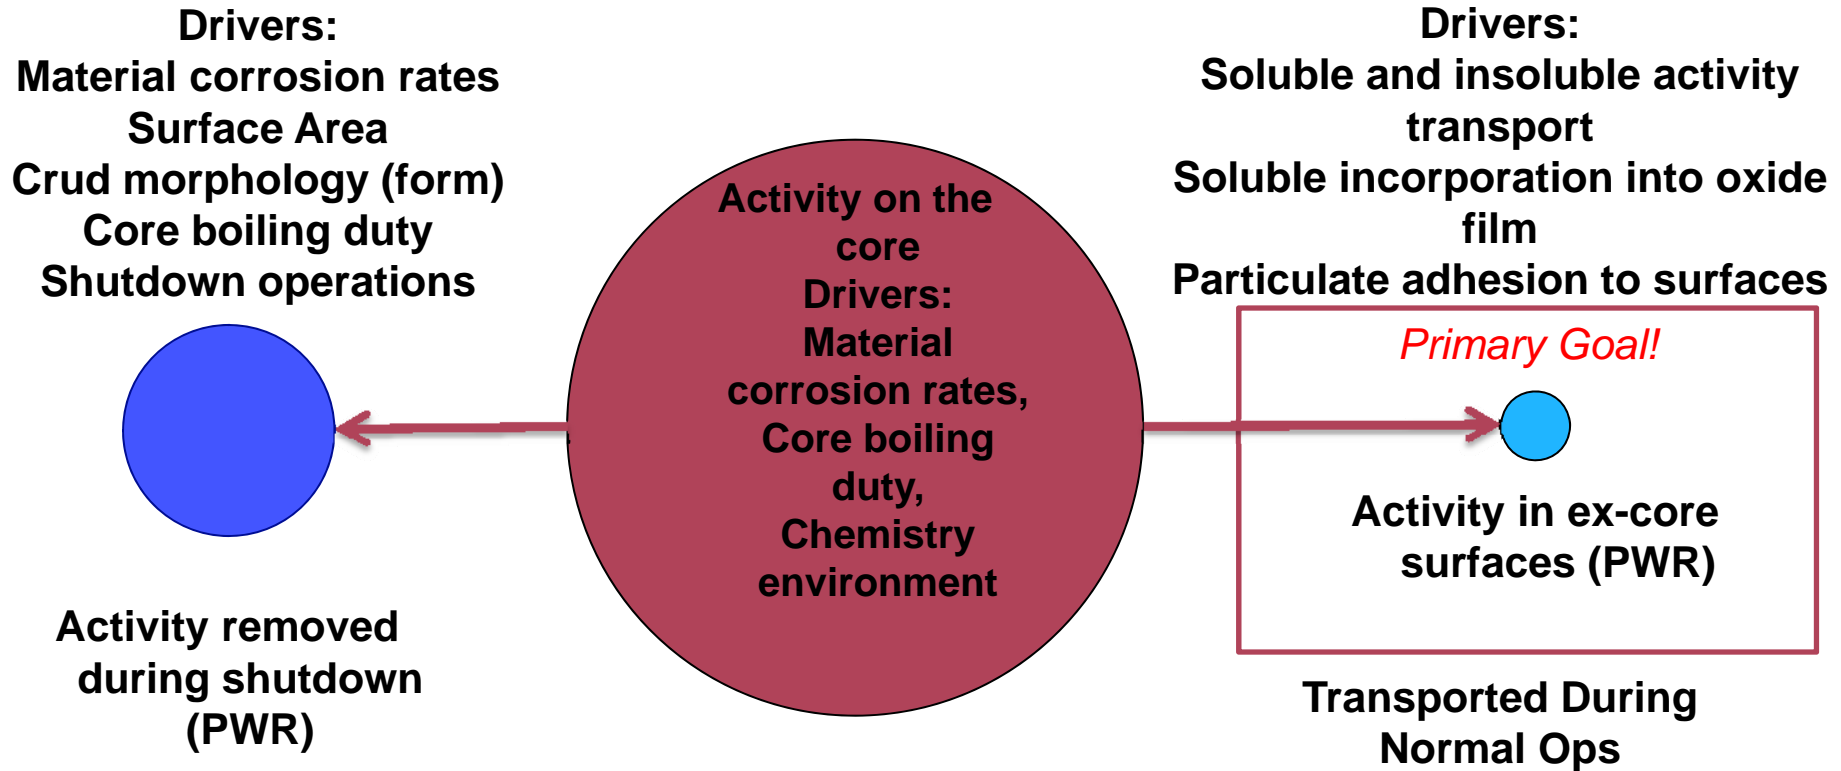 Drivers:
Material corrosion rates
Surface Area
Crud morphology (form)
Core boiling duty
Shutdown operations
Activity removed
during shutdown
(PWR)
Activity on the
core
Drivers:
Material
corrosion rates,
Core boiling
duty,
Chemistry
environment
Drivers:
Soluble and insoluble activity
transport
Soluble incorporation into oxide
film
Particulate adhesion to surfaces
Primary Goal!
Activity in ex-core
surfaces (PWR)
Transported During
Normal Ops